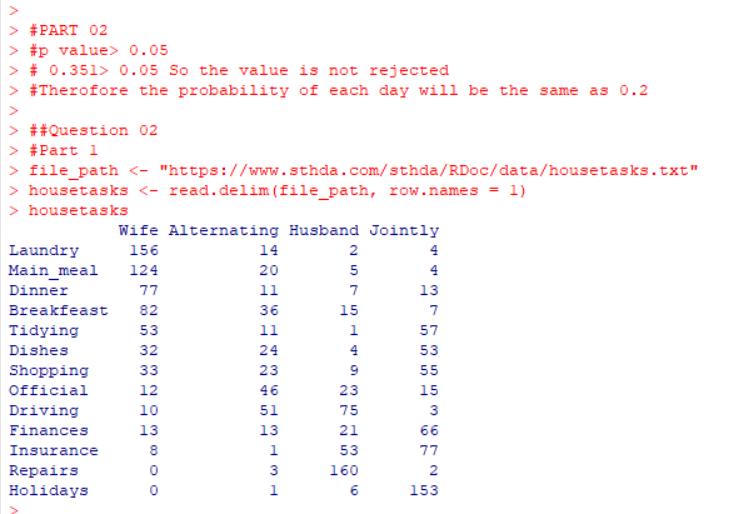 >
> #PART 02
> #p value> 0.05
> # 0.351> 0.05 So the value is not rejected
> #Therofore the probability of each day will be the same as 0.2
>
> ##Question 02
> #Part 1
> file_path <- "https://www.sthda.com/sthda/RDoc/data/housetasks.txt"
> housetasks <- read.delim(file_path, row.names = 1)
> housetasks
           Wife Alternating Husband Jointly
Laundry     156          14       2       4
Main_meal   124          20       5       4
Dinner       77          11       7      13
Breakfeast   82          36      15       7
Tidying      53          11       1      57
Dishes       32          24       4      53
Shopping     33          23       9      55
Official     12          46      23      15
Driving      10          51      75       3
Finances     13          13      21      66
Insurance     8           1      53      77
Repairs       0           3     160       2
Holidays      0           1       6     153
>